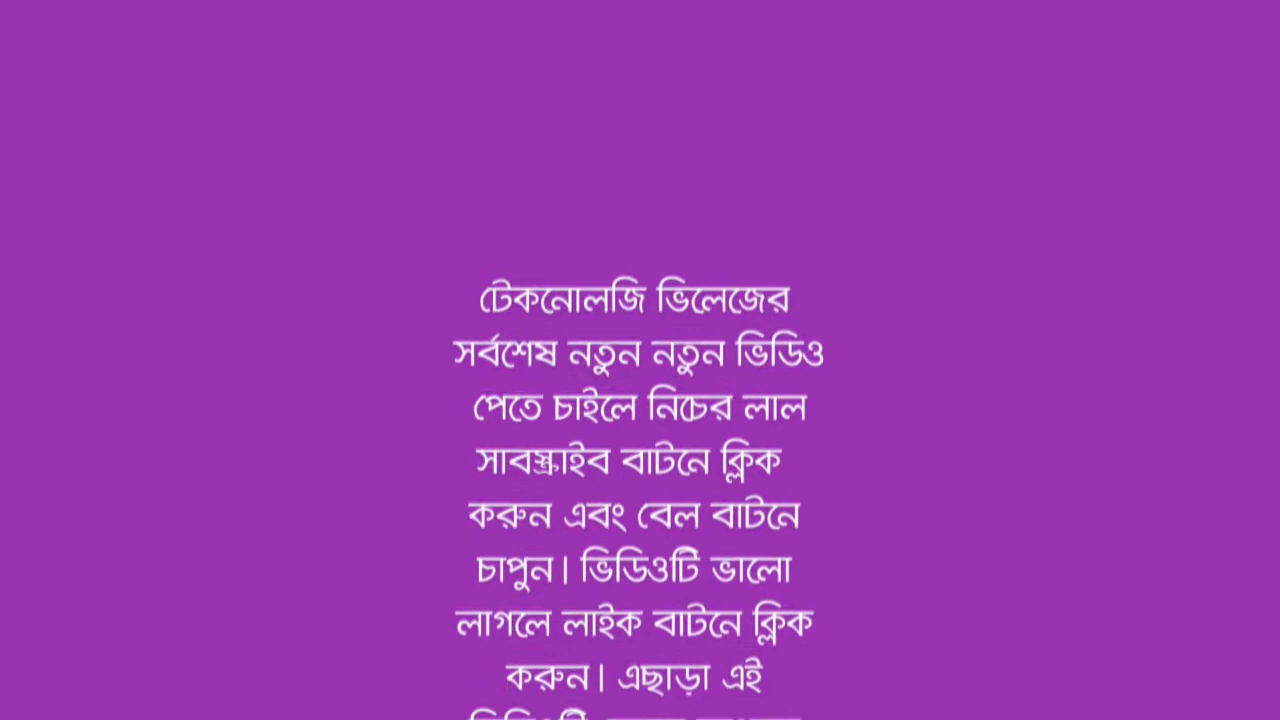 টেকনোলজি ভিলেজের
সর্বশেষ নতুন নতুন ভিডিও
পেতে চাইলে নিচের লাল
সাবস্ক্রাইব বাটনে ক্লিক
করুন এবং বেল বাটনে
চাপুন। ভিডিওটি ভালো
লাগলে লাইক বাটনে ক্লিক
করুন। এছাড়া এই